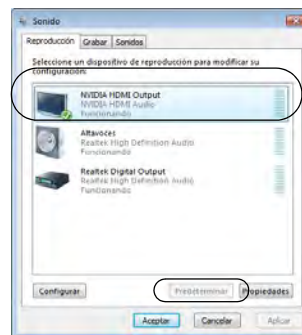 Sonido
Reproducción Grabar Sonidos
Seleccione un dispositivo de reproducción para modificar su
configuración:
NVIDIA HDMI Output
NVIDIA HDMI Audio
Funcionando
Altavoces
Realtek High Definition Audio
Funcionando
Realtek Digital Output
Realtek High Definition Audio
Funcionando
Configurar Predeterminar Propiedades
Aceptar Cancelar Aplicar